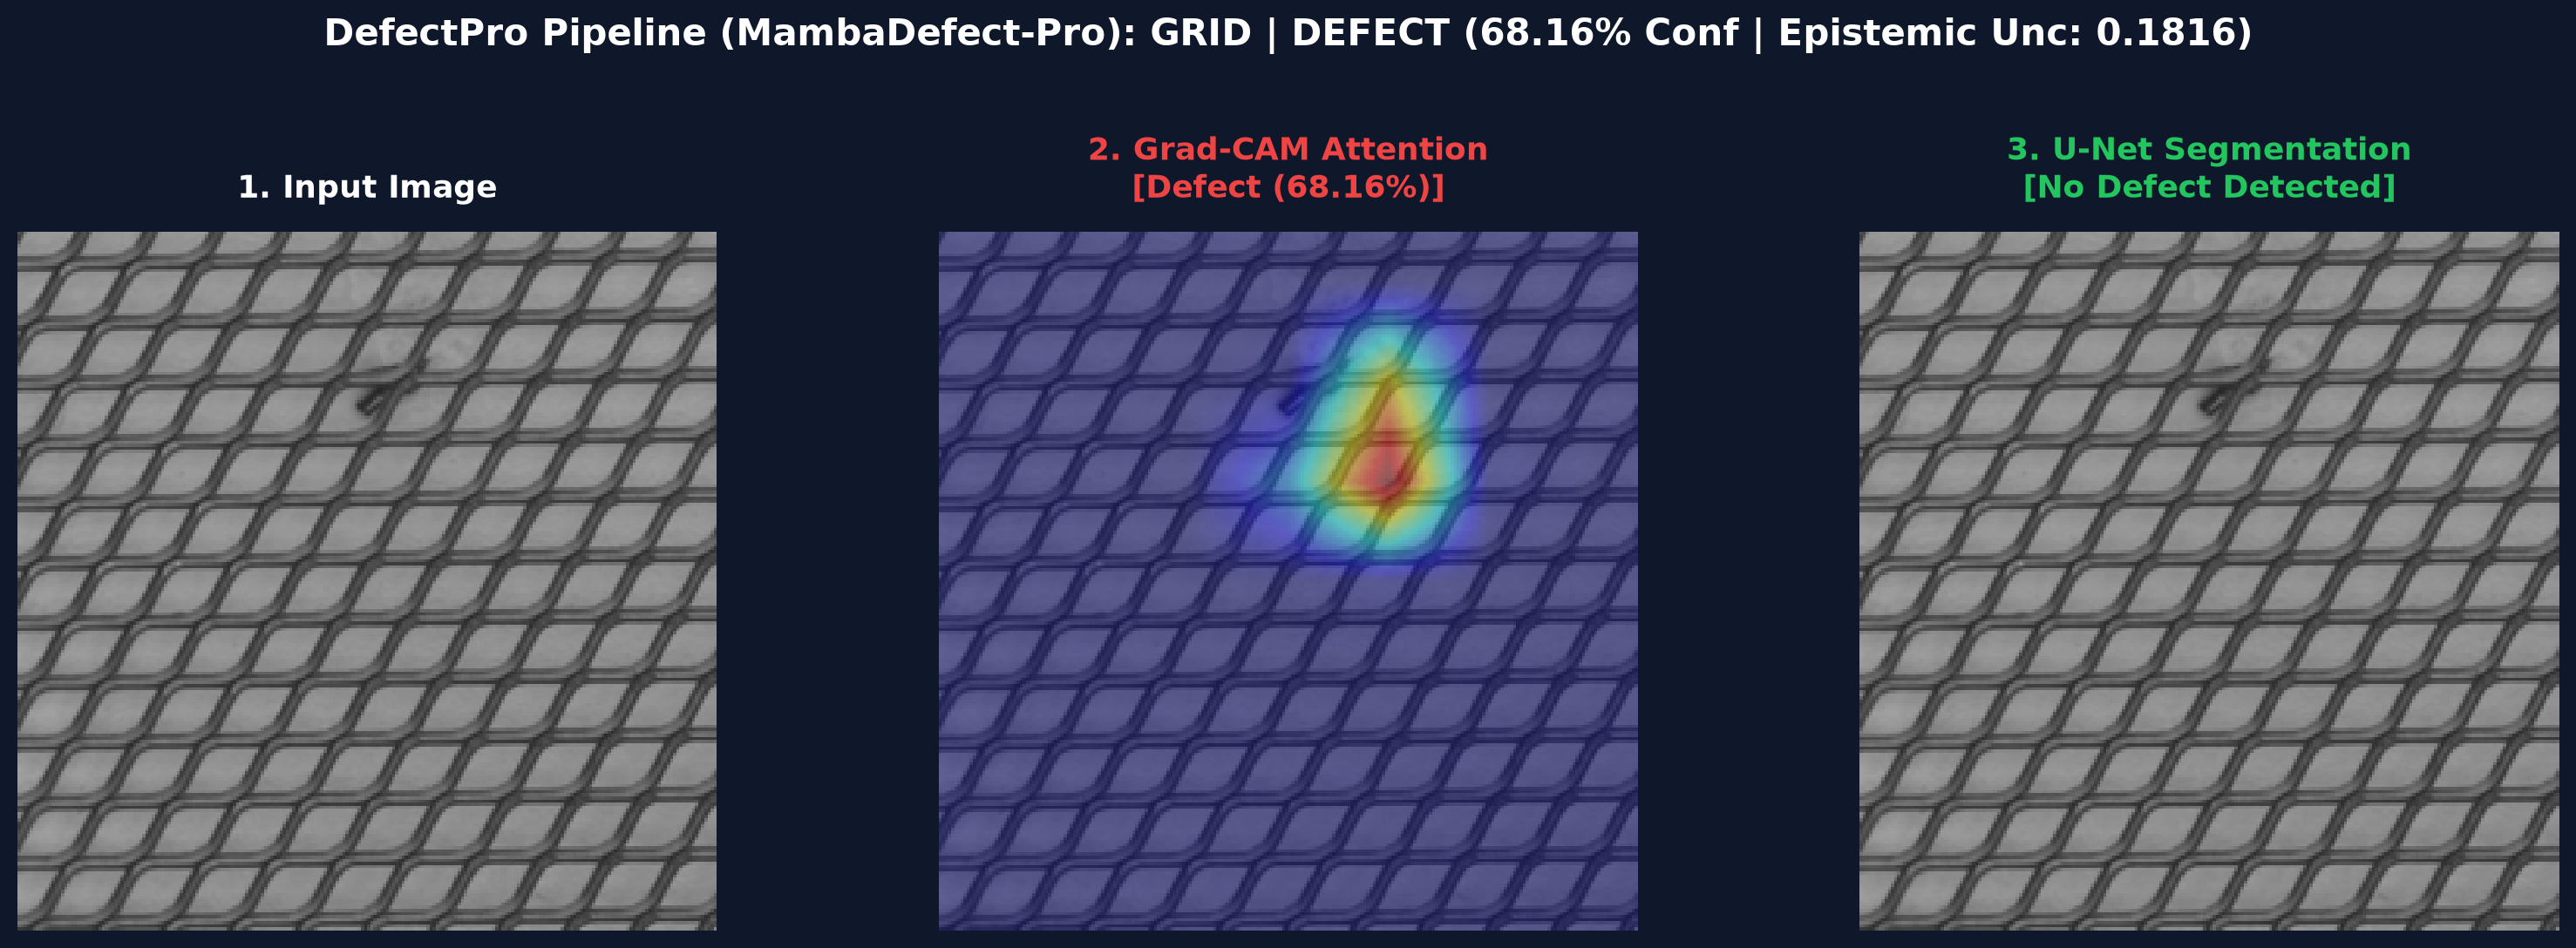 DefectPro Pipeline (MambaDefect-Pro): GRID | DEFECT (68.16% Conf | Epistemic Unc: 0.1816)
1. Input Image
2. Grad-CAM Attention
[Defect (68.16%)]
3. U-Net Segmentation
[No Defect Detected]